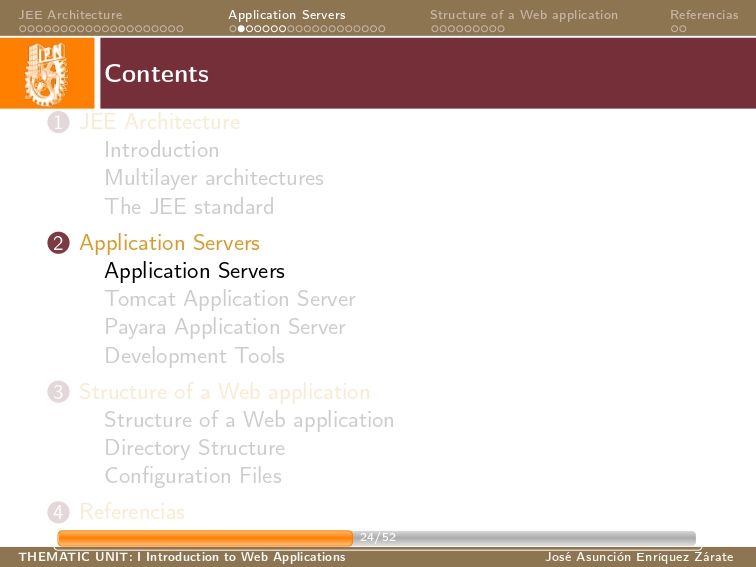 JEE Architecture Application Servers Structure of a Web application Referencias
IPN
Contents
1 JEE Architecture
Introduction
Multilayer architectures
The JEE standard
2 Application Servers
Application Servers
Tomcat Application Server
Payara Application Server
Development Tools
3 Structure of a Web application
Structure of a Web application
Directory Structure
Configuration Files
4 Referencias
24/52
THEMATIC UNIT: I Introduction to Web Applications José Asunción Enríquez Zárate